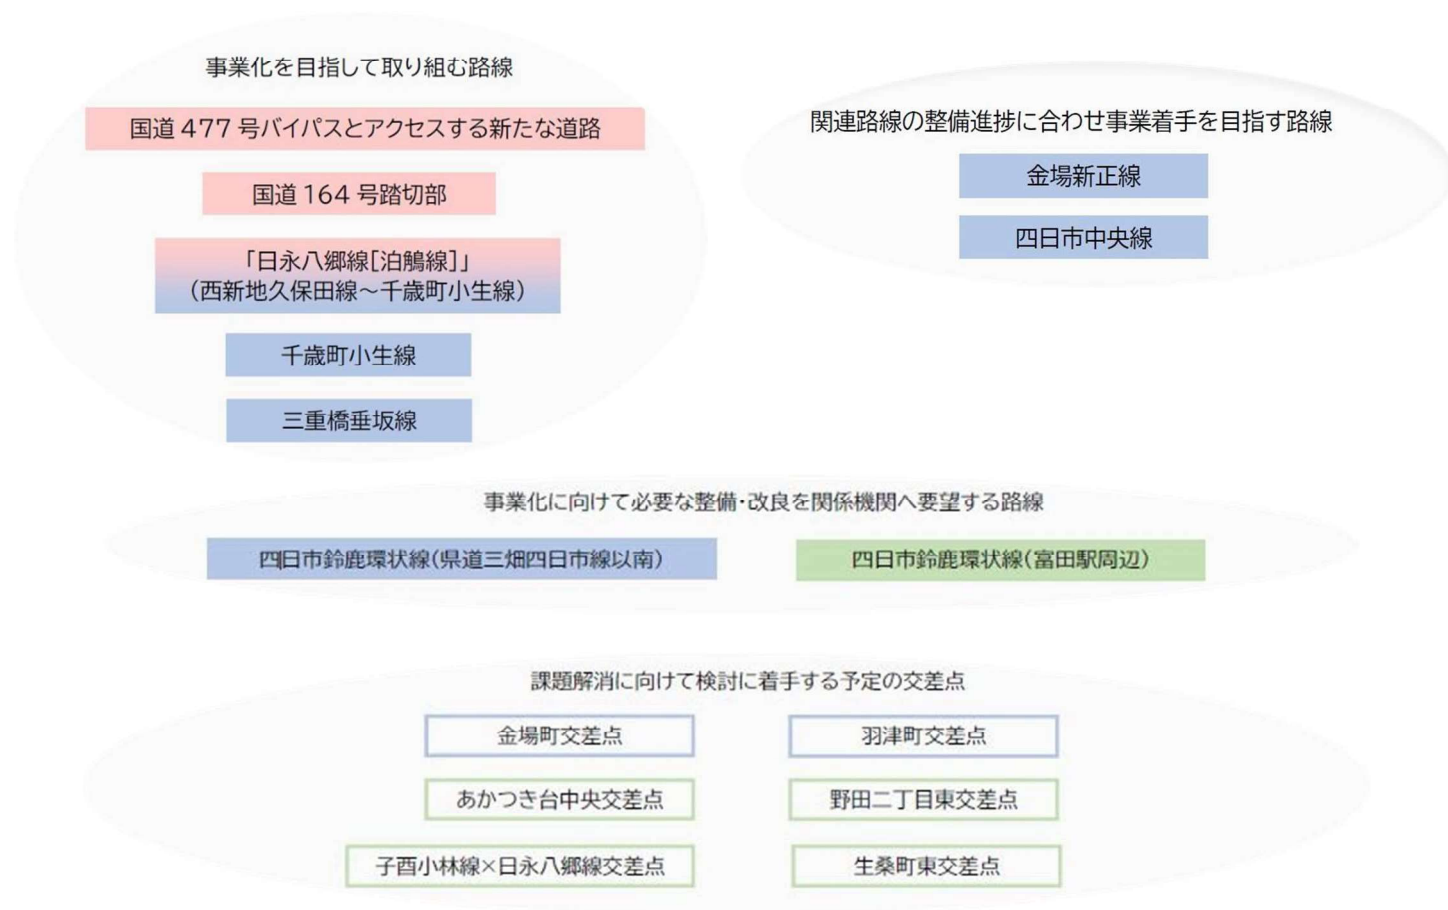 事業化を目指して取り組む路線
国道477号バイパスとアクセスする新たな道路
国道164号踏切部
「日永八郷線[泊鵤線]」
(西新地久保田線～千歳町小生線)
千歳町小生線
三重橋垂坂線
関連路線の整備進捗に合わせ事業着手を目指す路線
金場新正線
四日市中央線
事業化に向けて必要な整備・改良を関係機関へ要望する路線
四日市鈴鹿環状線(県道三畑四日市線以南)
四日市鈴鹿環状線(富田駅周辺)
課題解消に向けて検討に着手する予定の交差点
金場町交差点
羽津町交差点
あかつき台中央交差点
野田二丁目東交差点
子酉小林線×日永八郷線交差点
生桑町東交差点